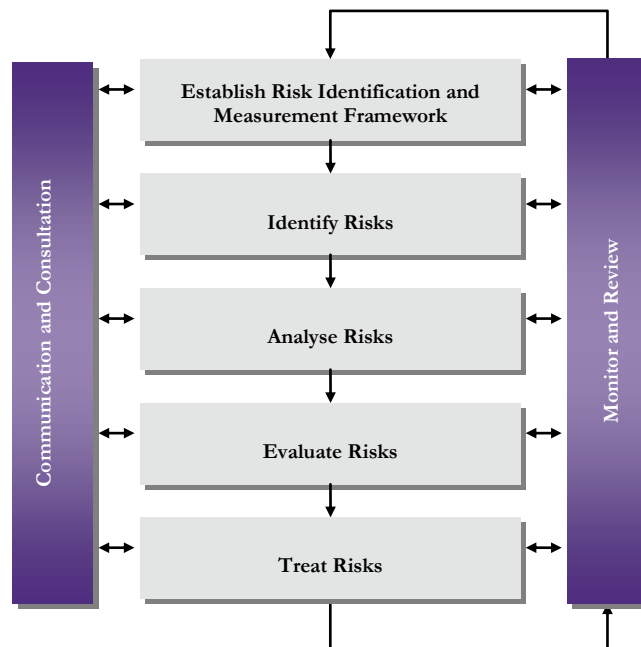 Establish Risk Identification and
Measurement Framework
Communication and Consultation
Identify Risks
Analyse Risks
Evaluate Risks
Treat Risks
Monitor and Review